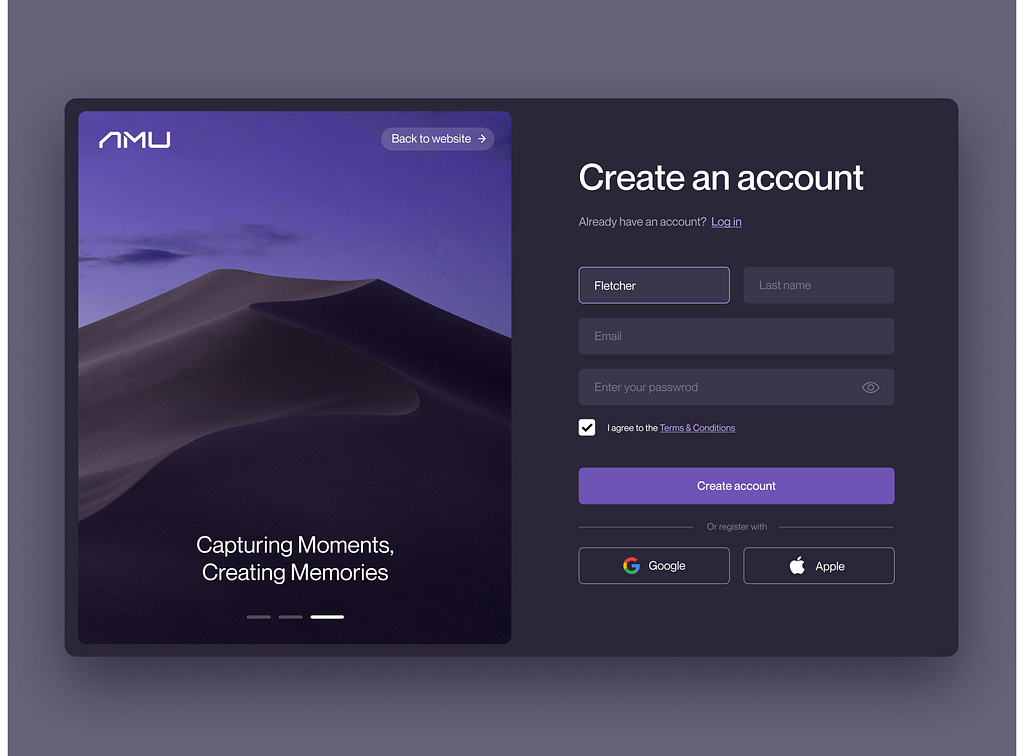 AMU
Back to website →
Capturing Moments,
Creating Memories
Create an account
Already have an account? Log in
Fletcher
Last name
Email
Enter your passwrod
I agree to the Terms & Conditions
Create account
Or register with
Google
Apple